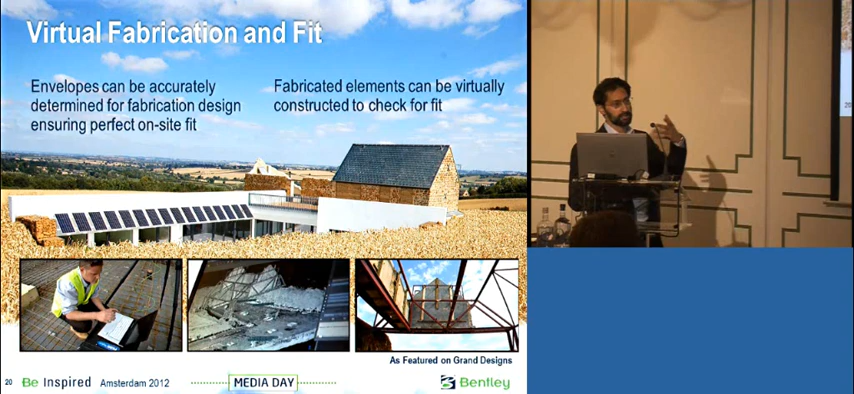 Virtual Fabrication and Fit
Envelopes can be accurately
determined for fabrication design
ensuring perfect on-site fit
Fabricated elements can be virtually
constructed to check for fit
As Featured on Grand Designs
20 Be Inspired Amsterdam 2012 MEDIA DAY Bentley
20